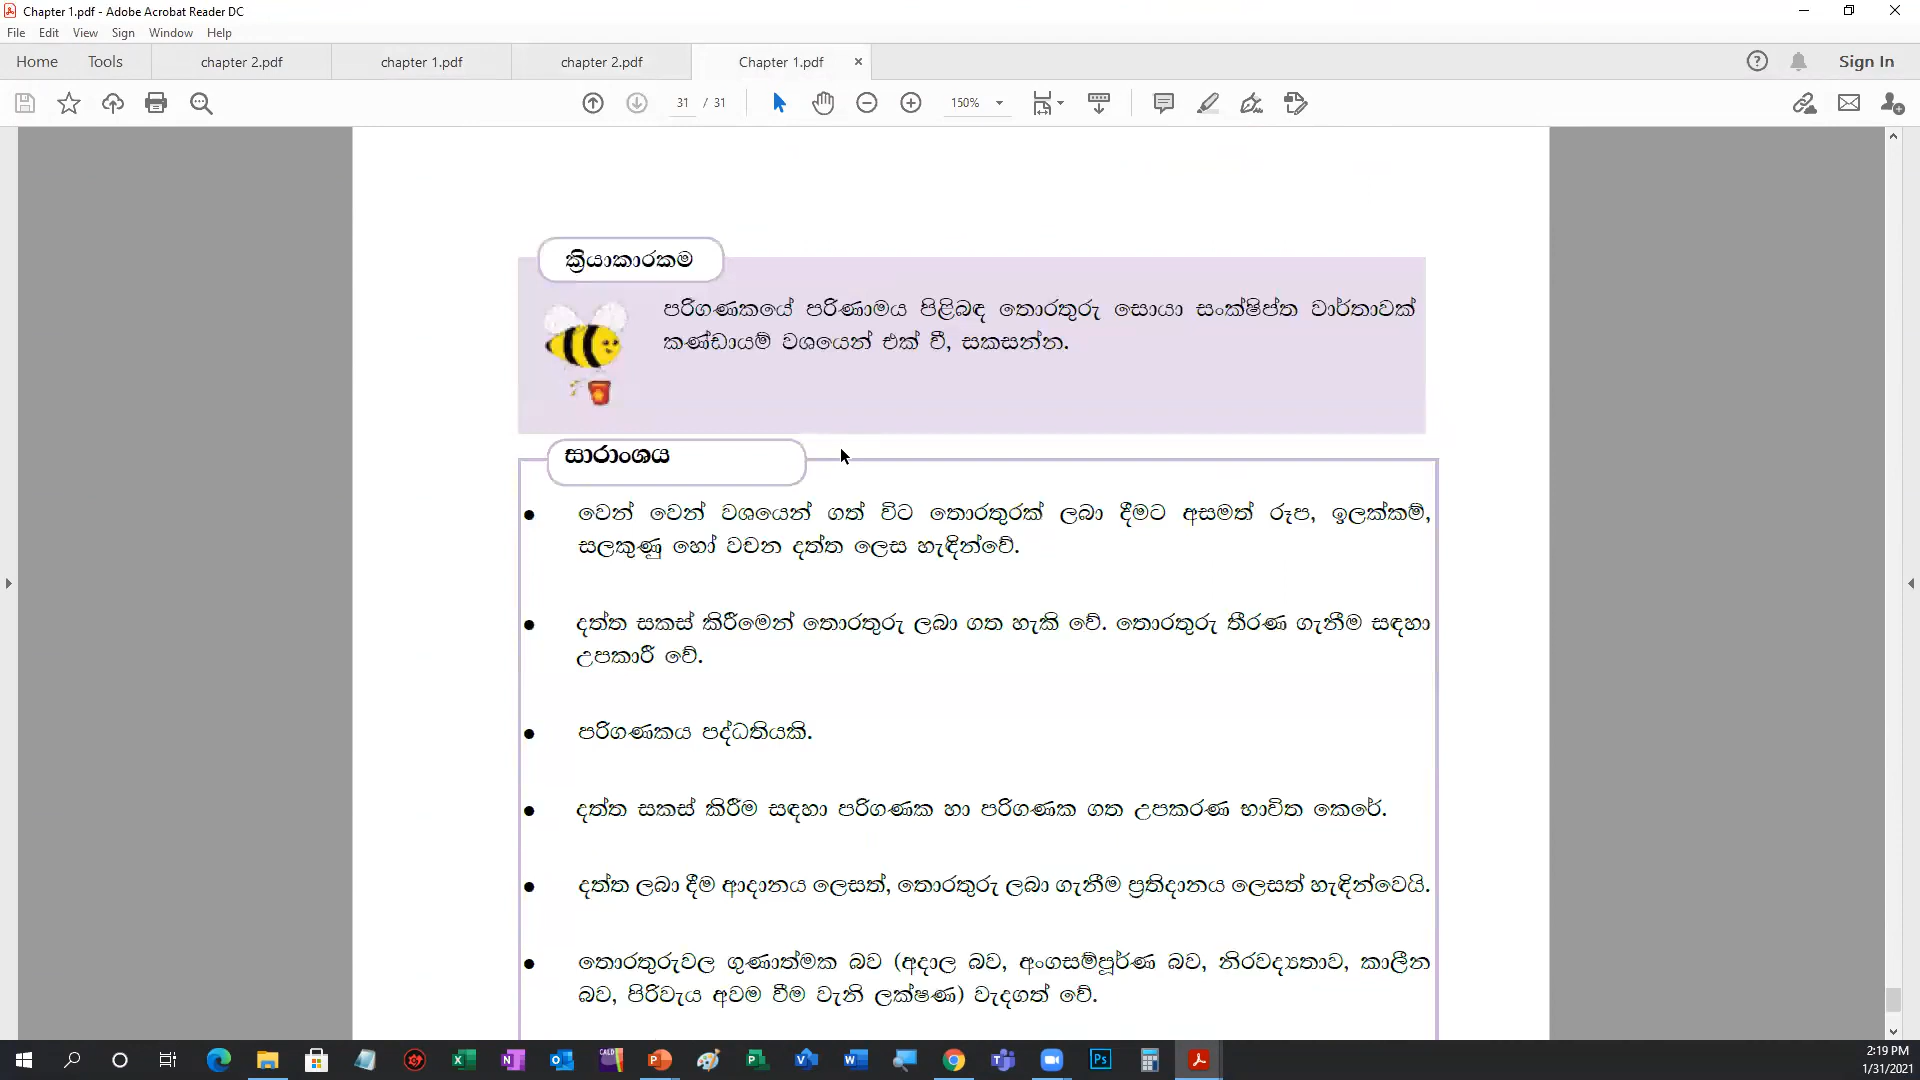 Chapter 1.pdf - Adobe Acrobat Reader DC
File Edit View Sign Window Help
Home Tools chapter 2.pdf chapter 1.pdf chapter 2.pdf Chapter 1.pdf × Sign In
31 / 31 150%
ක්‍රියාකාරකම
පරිගණකයේ පරිණාමය පිළිබඳ තොරතුරු සොයා සංක්ෂිප්ත වාර්තාවක්
කණ්ඩායම් වශයෙන් එක් වී, සකසන්න.
සාරාංශය
● වෙන් වෙන් වශයෙන් ගත් විට තොරතුරක් ලබා දීමට අසමත් රූප, ඉලක්කම්,
සලකුණු හෝ වචන දත්ත ලෙස හැඳින්වේ.
● දත්ත සකස් කිරීමෙන් තොරතුරු ලබා ගත හැකි වේ. තොරතුරු තීරණ ගැනීම සඳහා
උපකාරී වේ.
● පරිගණකය පද්ධතියකි.
● දත්ත සකස් කිරීම සඳහා පරිගණක හා පරිගණක ගත උපකරණ භාවිත කෙරේ.
● දත්ත ලබා දීම ආදානය ලෙසත්, තොරතුරු ලබා ගැනීම ප්‍රතිදානය ලෙසත් හැඳින්වෙයි.
● තොරතුරුවල ගුණාත්මක බව (අදාල බව, අංගසම්පූර්ණ බව, නිරවද්‍යතාව, කාලීන
බව, පිරිවැය අවම වීම වැනි ලක්ෂණ) වැදගත් වේ.
CALD
Ps
2:19 PM
1/31/2021